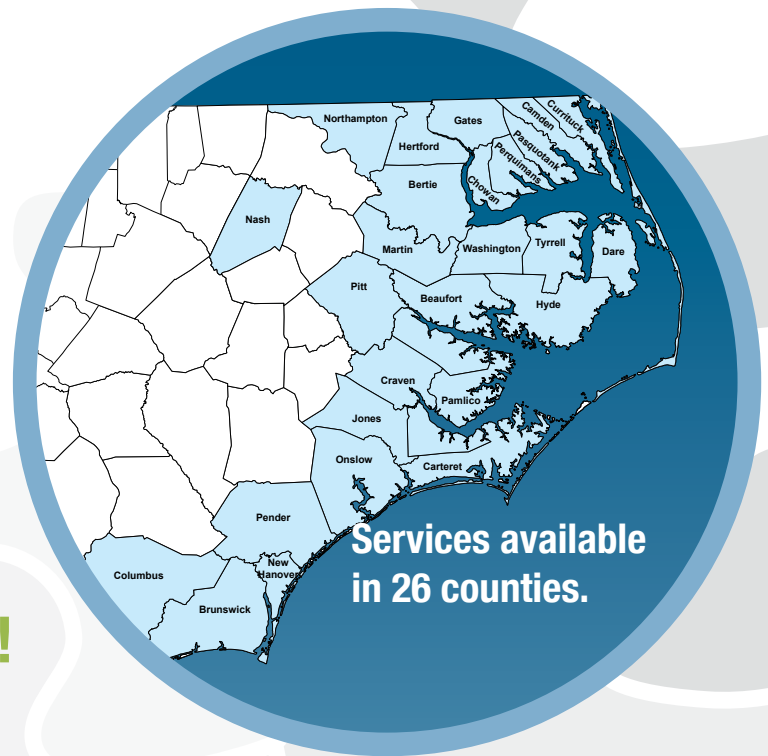 Northampton
Gates
Camden
Currituck
Hertford
Pasquotank
Perquimans
Bertie
Chowan
Nash
Martin
Washington
Tyrrell
Dare
Pitt
Beaufort
Hyde
Craven
Pamlico
Jones
Onslow
Carteret
Pender
Services available
in 26 counties.
New
Hanover
Columbus
Brunswick
!